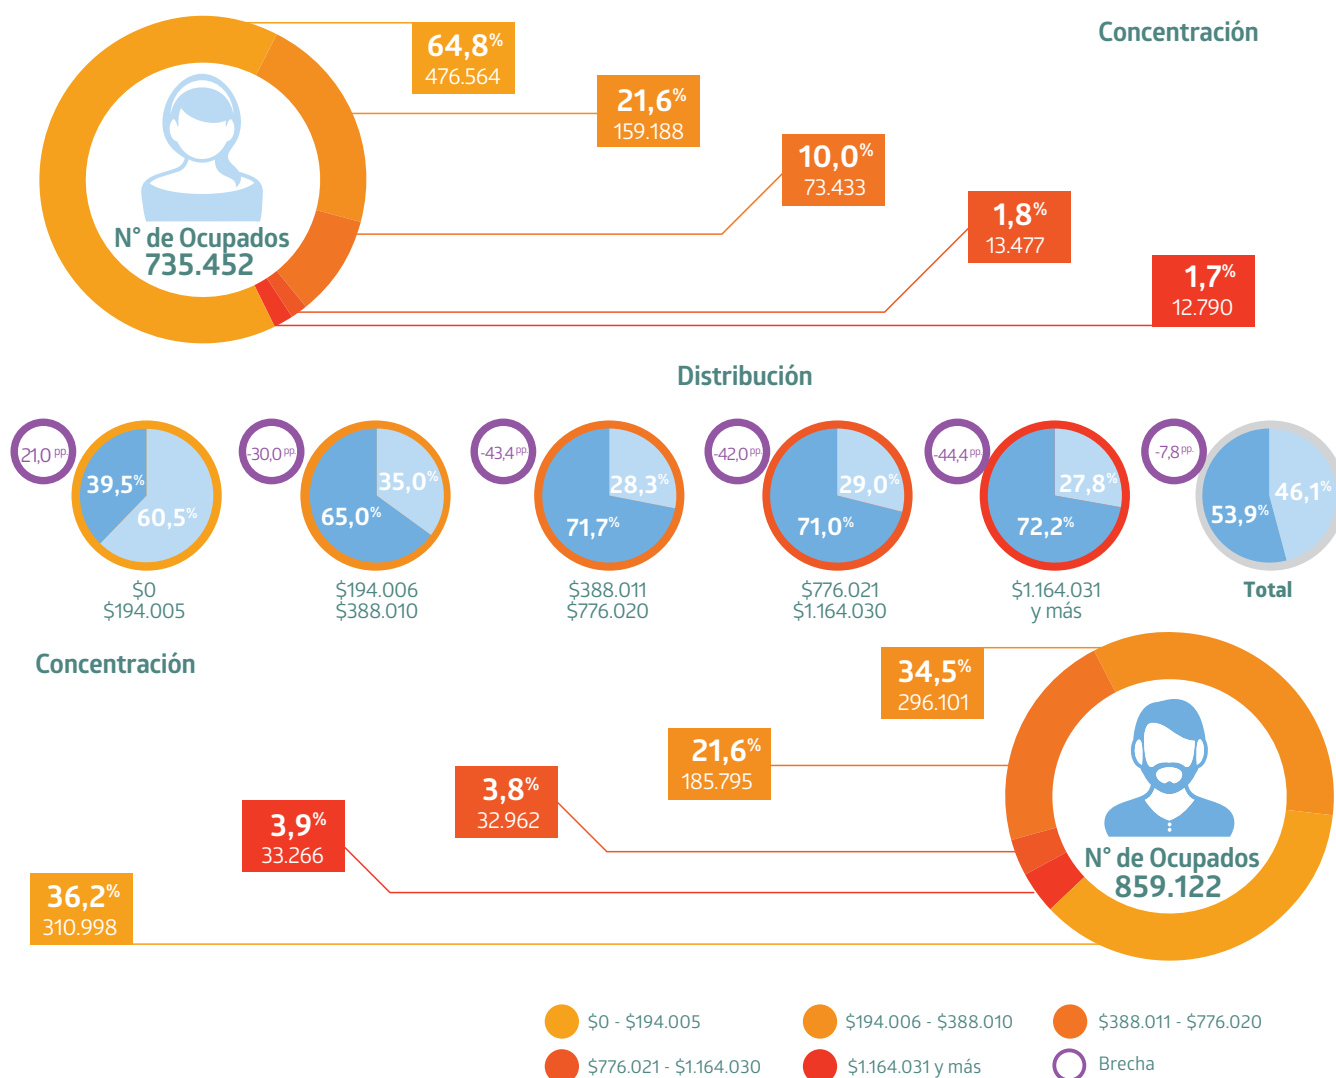 Concentración
64,8%
476.564
21,6%
159.188
10,0%
73.433
1,8%
13.477
1,7%
12.790
N° de Ocupados
735.452
Distribución
21,0 pp.
39,5%
60,5%
$0
$194.005
-30,0 pp.
35,0%
65,0%
$194.006
$388.010
-43,4 pp.
28,3%
71,7%
$388.011
$776.020
-42,0 pp.
29,0%
71,0%
$776.021
$1.164.030
-44,4 pp.
27,8%
72,2%
$1.164.031
y más
-7,8 pp.
46,1%
53,9%
Total
Concentración
34,5%
296.101
21,6%
185.795
3,8%
32.962
3,9%
33.266
36,2%
310.998
N° de Ocupados
859.122
$0 - $194.005
$194.006 - $388.010
$388.011 - $776.020
$776.021 - $1.164.030
$1.164.031 y más
Brecha